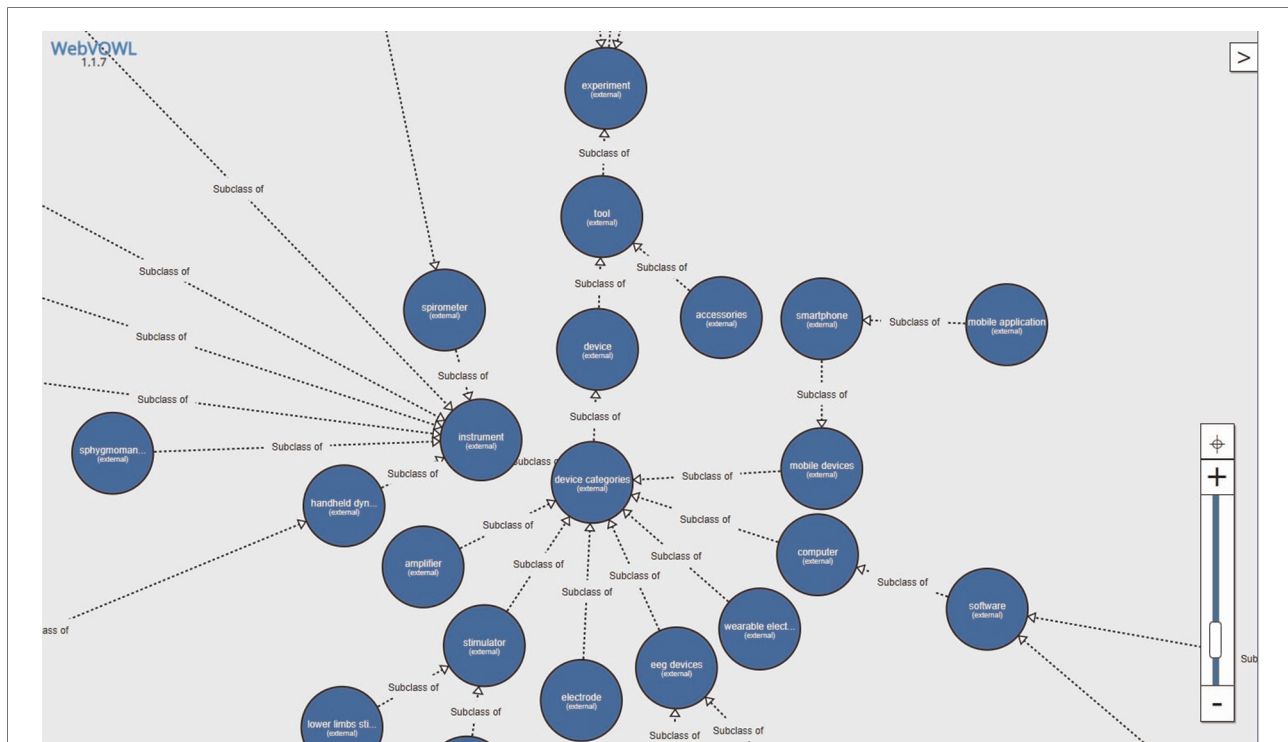 WebVOWL
1.1.7
>
experiment
(external)
Subclass of
Subclass of
tool
(external)
Subclass of
Subclass of
Subclass of
spirometer
(external)
accessories
(external)
smartphone
(external)
Subclass of
mobile application
(external)
Subclass of
device
(external)
Subclass of
Subclass of
Subclass of
Subclass of
instrument
(external)
sphygmoman...
(external)
Subclass of
Subclass of
Subclass of
device categories
(external)
Subclass of
mobile devices
(external)
handheld dyn...
(external)
Subclass of
Subclass of
amplifier
(external)
Subclass of
Subclass of
computer
(external)
Subclass of
Subclass of
Subclass of
software
(external)
ass of
stimulator
(external)
wearable elect...
(external)
Sub
eeg devices
(external)
Subclass of
electrode
(external)
Subclass of
lower limbs sti...
(external)
Subclass of
Subclass of
+
-